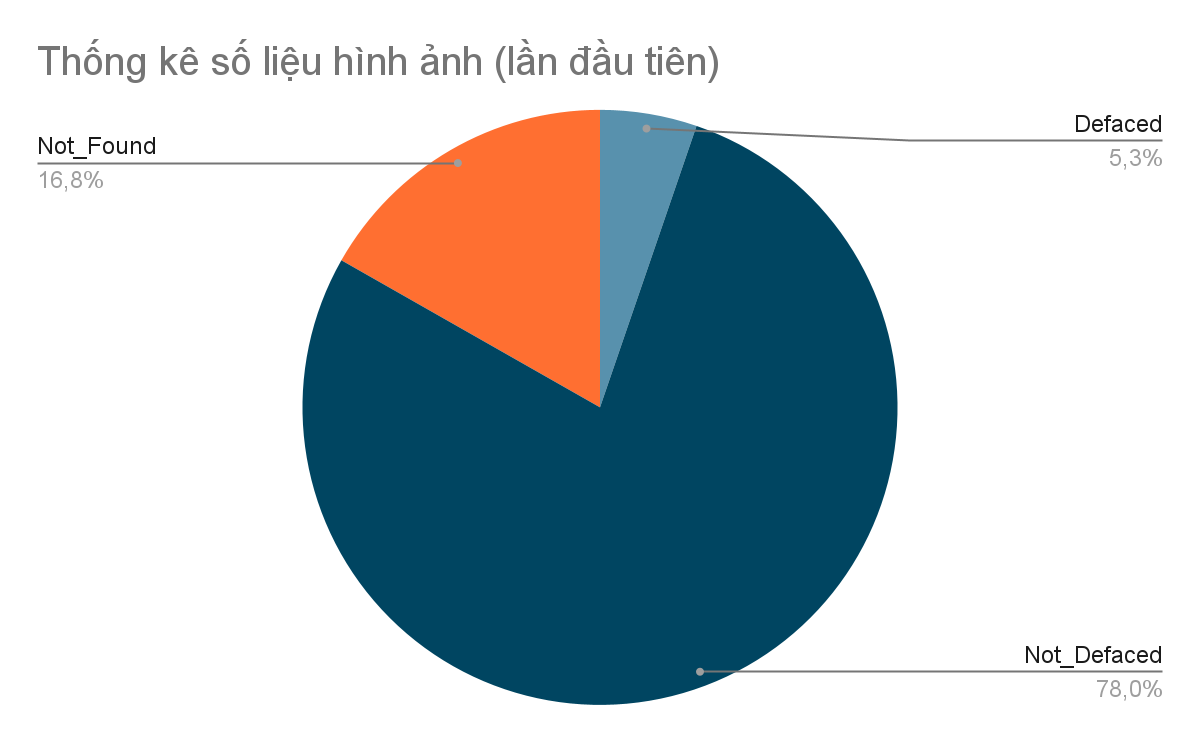 Thống kê số liệu hình ảnh (lần đầu tiên)
Not_Found
16,8%
Defaced
5,3%
Not_Defaced
78,0%